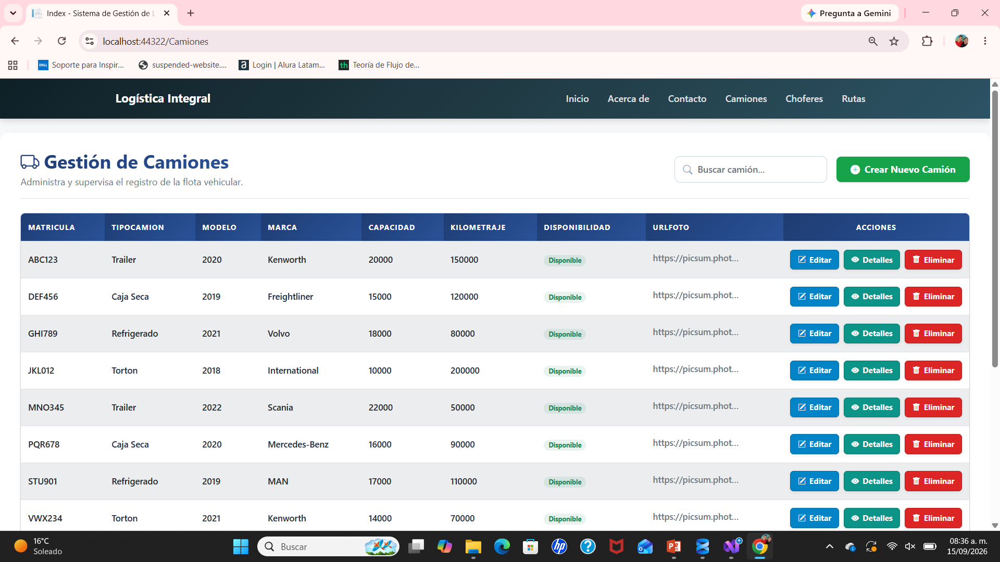 Index - Sistema de Gestión de L
Pregunta a Gemini
localhost:44322/Camiones
Soporte para Inspir...
suspended-website....
Login | Alura Latam...
Teoría de Flujo de...
Logística Integral
Inicio
Acerca de
Contacto
Camiones
Choferes
Rutas
Gestión de Camiones
Administra y supervisa el registro de la flota vehicular.
Buscar camión...
Crear Nuevo Camión
MATRICULA TIPOCAMION MODELO MARCA CAPACIDAD KILOMETRAJE DISPONIBILIDAD URLFOTO ACCIONES
ABC123 Trailer 2020 Kenworth 20000 150000 Disponible https://picsum.phot... Editar Detalles Eliminar
DEF456 Caja Seca 2019 Freightliner 15000 120000 Disponible https://picsum.phot... Editar Detalles Eliminar
GHI789 Refrigerado 2021 Volvo 18000 80000 Disponible https://picsum.phot... Editar Detalles Eliminar
JKL012 Torton 2018 International 10000 200000 Disponible https://picsum.phot... Editar Detalles Eliminar
MNO345 Trailer 2022 Scania 22000 50000 Disponible https://picsum.phot... Editar Detalles Eliminar
PQR678 Caja Seca 2020 Mercedes-Benz 16000 90000 Disponible https://picsum.phot... Editar Detalles Eliminar
STU901 Refrigerado 2019 MAN 17000 110000 Disponible https://picsum.phot... Editar Detalles Eliminar
VWX234 Torton 2021 Kenworth 14000 70000 Disponible https://picsum.phot... Editar Detalles Eliminar
16°C
Soleado
Buscar
08:36 a. m.
15/09/2026